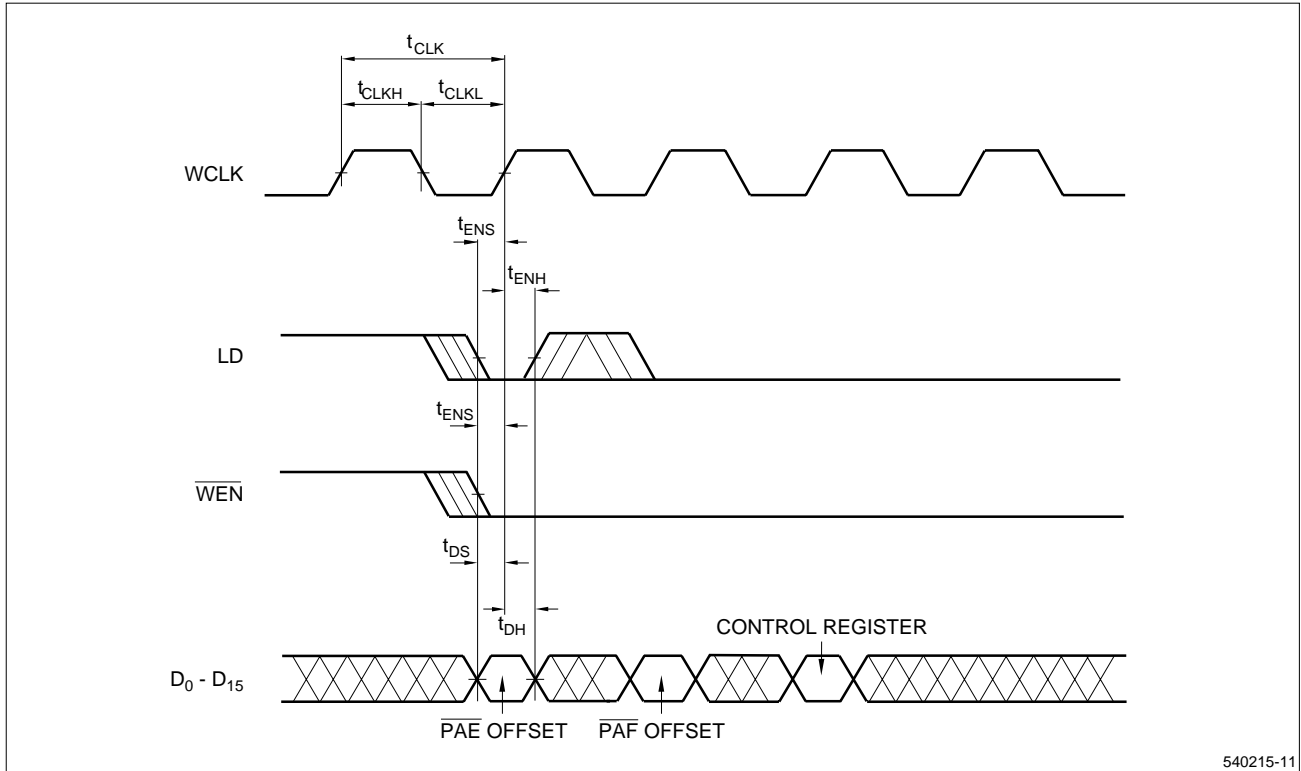 tCLK
tCLKH
tCLKL
WCLK
tENS
tENH
LD
tENS
WEN
tDS
tDH
CONTROL REGISTER
D0 - D15
PAE OFFSET
PAF OFFSET
540215-11